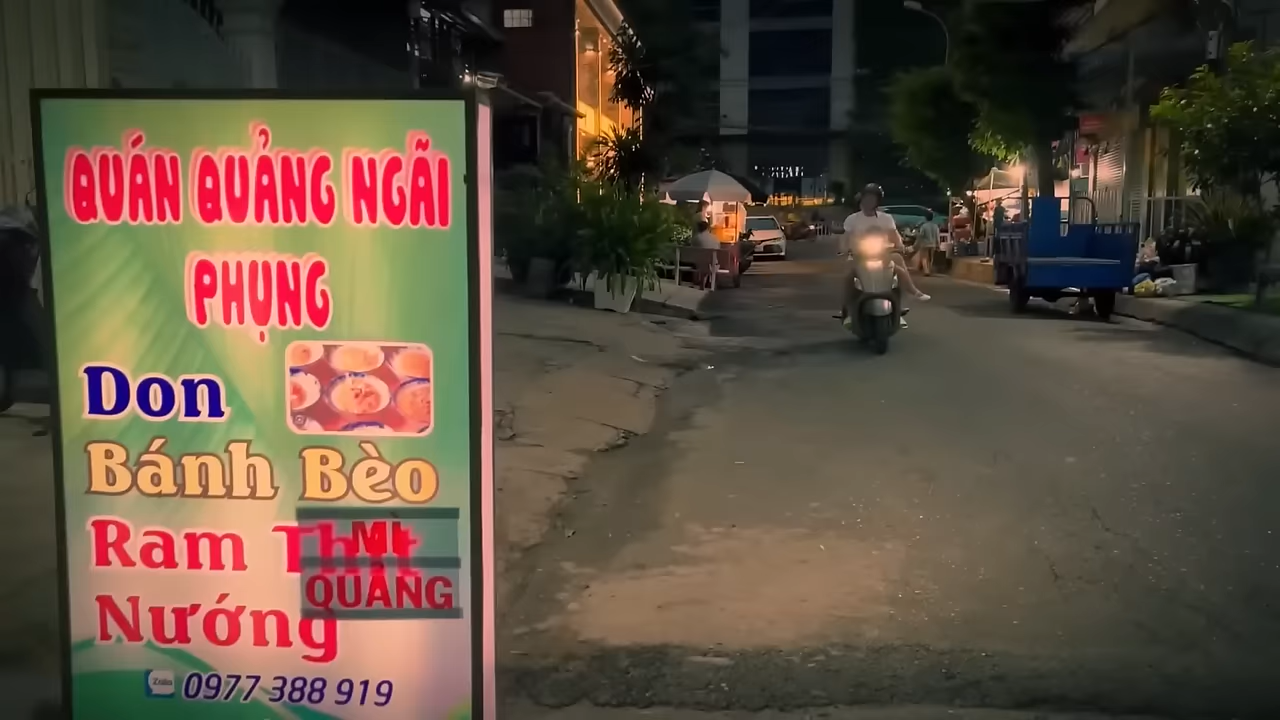 QUÁN QUẢNG NGÃI
PHỤNG
Don
Bánh Bèo
Ram Thịt
Nướng
MÌ
QUẢNG
Zalo 0977 388 919